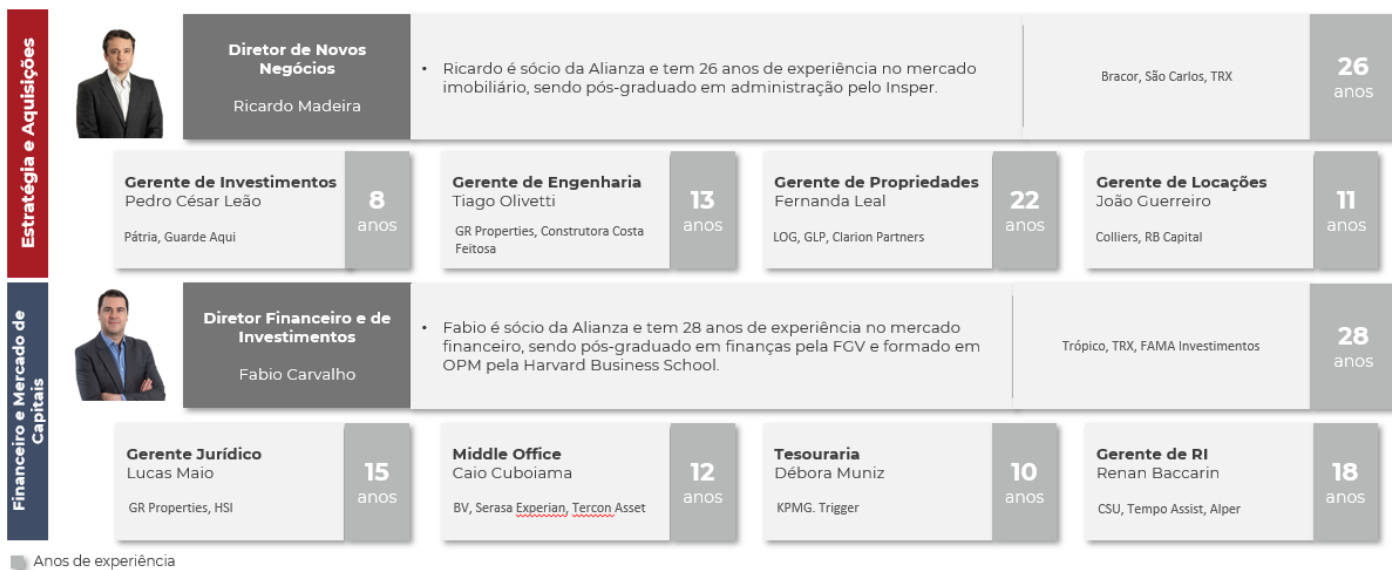 Estratégia e Aquisições
Diretor de Novos
Negócios
Ricardo Madeira
• Ricardo é sócio da Alianza e tem 26 anos de experiência no mercado
imobiliário, sendo pós-graduado em administração pelo Insper.
Bracor, São Carlos, TRX
26
anos
Gerente de Investimentos
Pedro César Leão
Pátria, Guarde Aqui
8
anos
Gerente de Engenharia
Tiago Olivetti
GR Properties, Construtora Costa
Feitosa
13
anos
Gerente de Propriedades
Fernanda Leal
LOG, GLP, Clarion Partners
22
anos
Gerente de Locações
João Guerreiro
Colliers, RB Capital
11
anos
Financeiro e Mercado de
Capitais
Diretor Financeiro e de
Investimentos
Fabio Carvalho
• Fabio é sócio da Alianza e tem 28 anos de experiência no mercado
financeiro, sendo pós-graduado em finanças pela FGV e formado em
OPM pela Harvard Business School.
Trópico, TRX, FAMA Investimentos
28
anos
Gerente Jurídico
Lucas Maio
GR Properties, HSI
15
anos
Middle Office
Caio Cuboiama
BV, Serasa Experian, Tercon Asset
12
anos
Tesouraria
Débora Muniz
KPMG. Trigger
10
anos
Gerente de RI
Renan Baccarin
CSU, Tempo Assist, Alper
18
anos
Anos de experiência